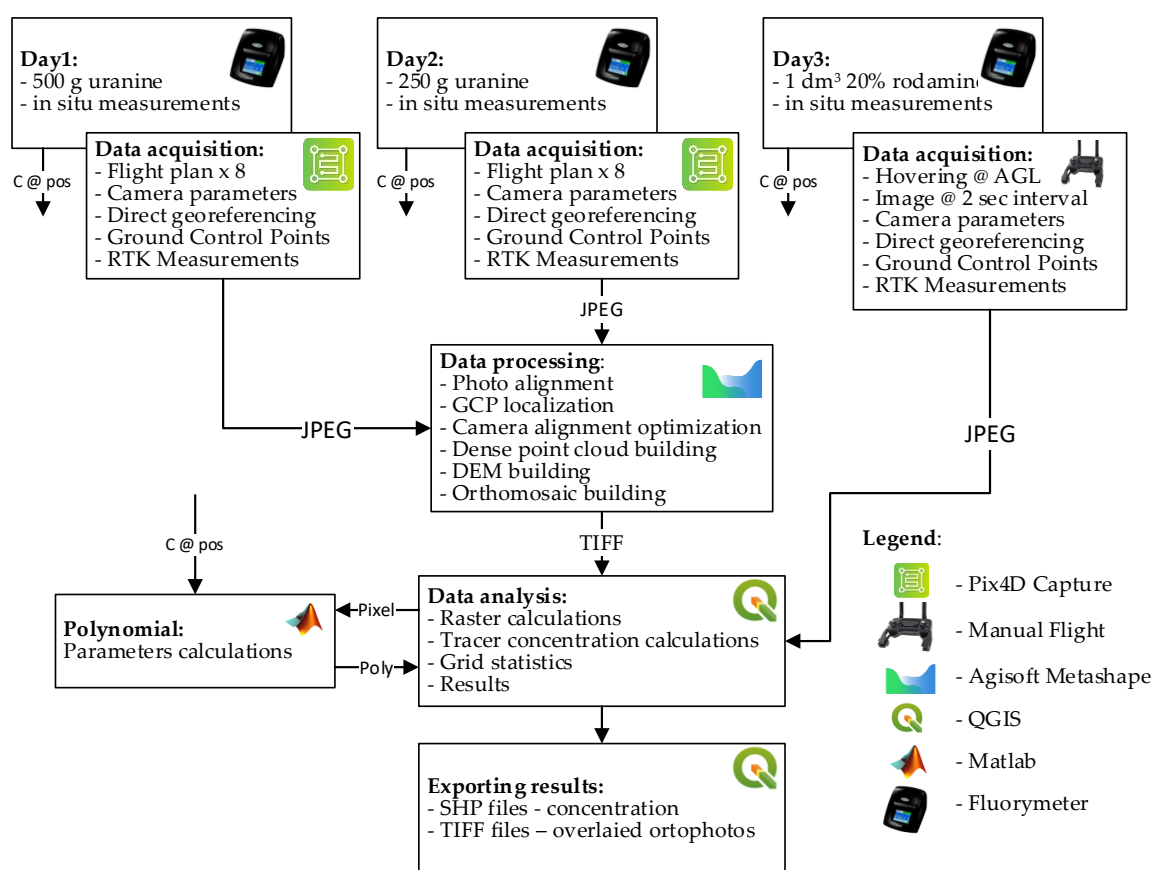 Day1:
- 500 g uranine
- in situ measurements
Day2:
- 250 g uranine
- in situ measurements
Day3:
- 1 dm³ 20% rodamine
- in situ measurements
C @ pos
Data acquisition:
- Flight plan x 8
- Camera parameters
- Direct georeferencing
- Ground Control Points
- RTK Measurements
C @ pos
Data acquisition:
- Flight plan x 8
- Camera parameters
- Direct georeferencing
- Ground Control Points
- RTK Measurements
C @ pos
Data acquisition:
- Hovering @ AGL
- Image @ 2 sec interval
- Camera parameters
- Direct georeferencing
- Ground Control Points
- RTK Measurements
JPEG
Data processing:
- Photo alignment
- GCP localization
- Camera alignment optimization
- Dense point cloud building
- DEM building
- Orthomosaic building
JPEG
JPEG
C @ pos
TIFF
Polynomial:
Parameters calculations
Pixel
Poly
Data analysis:
- Raster calculations
- Tracer concentration calculations
- Grid statistics
- Results
Exporting results:
- SHP files - concentration
- TIFF files – overlaied ortophotos
Legend:
- Pix4D Capture
- Manual Flight
- Agisoft Metashape
- QGIS
- Matlab
- Fluorymeter